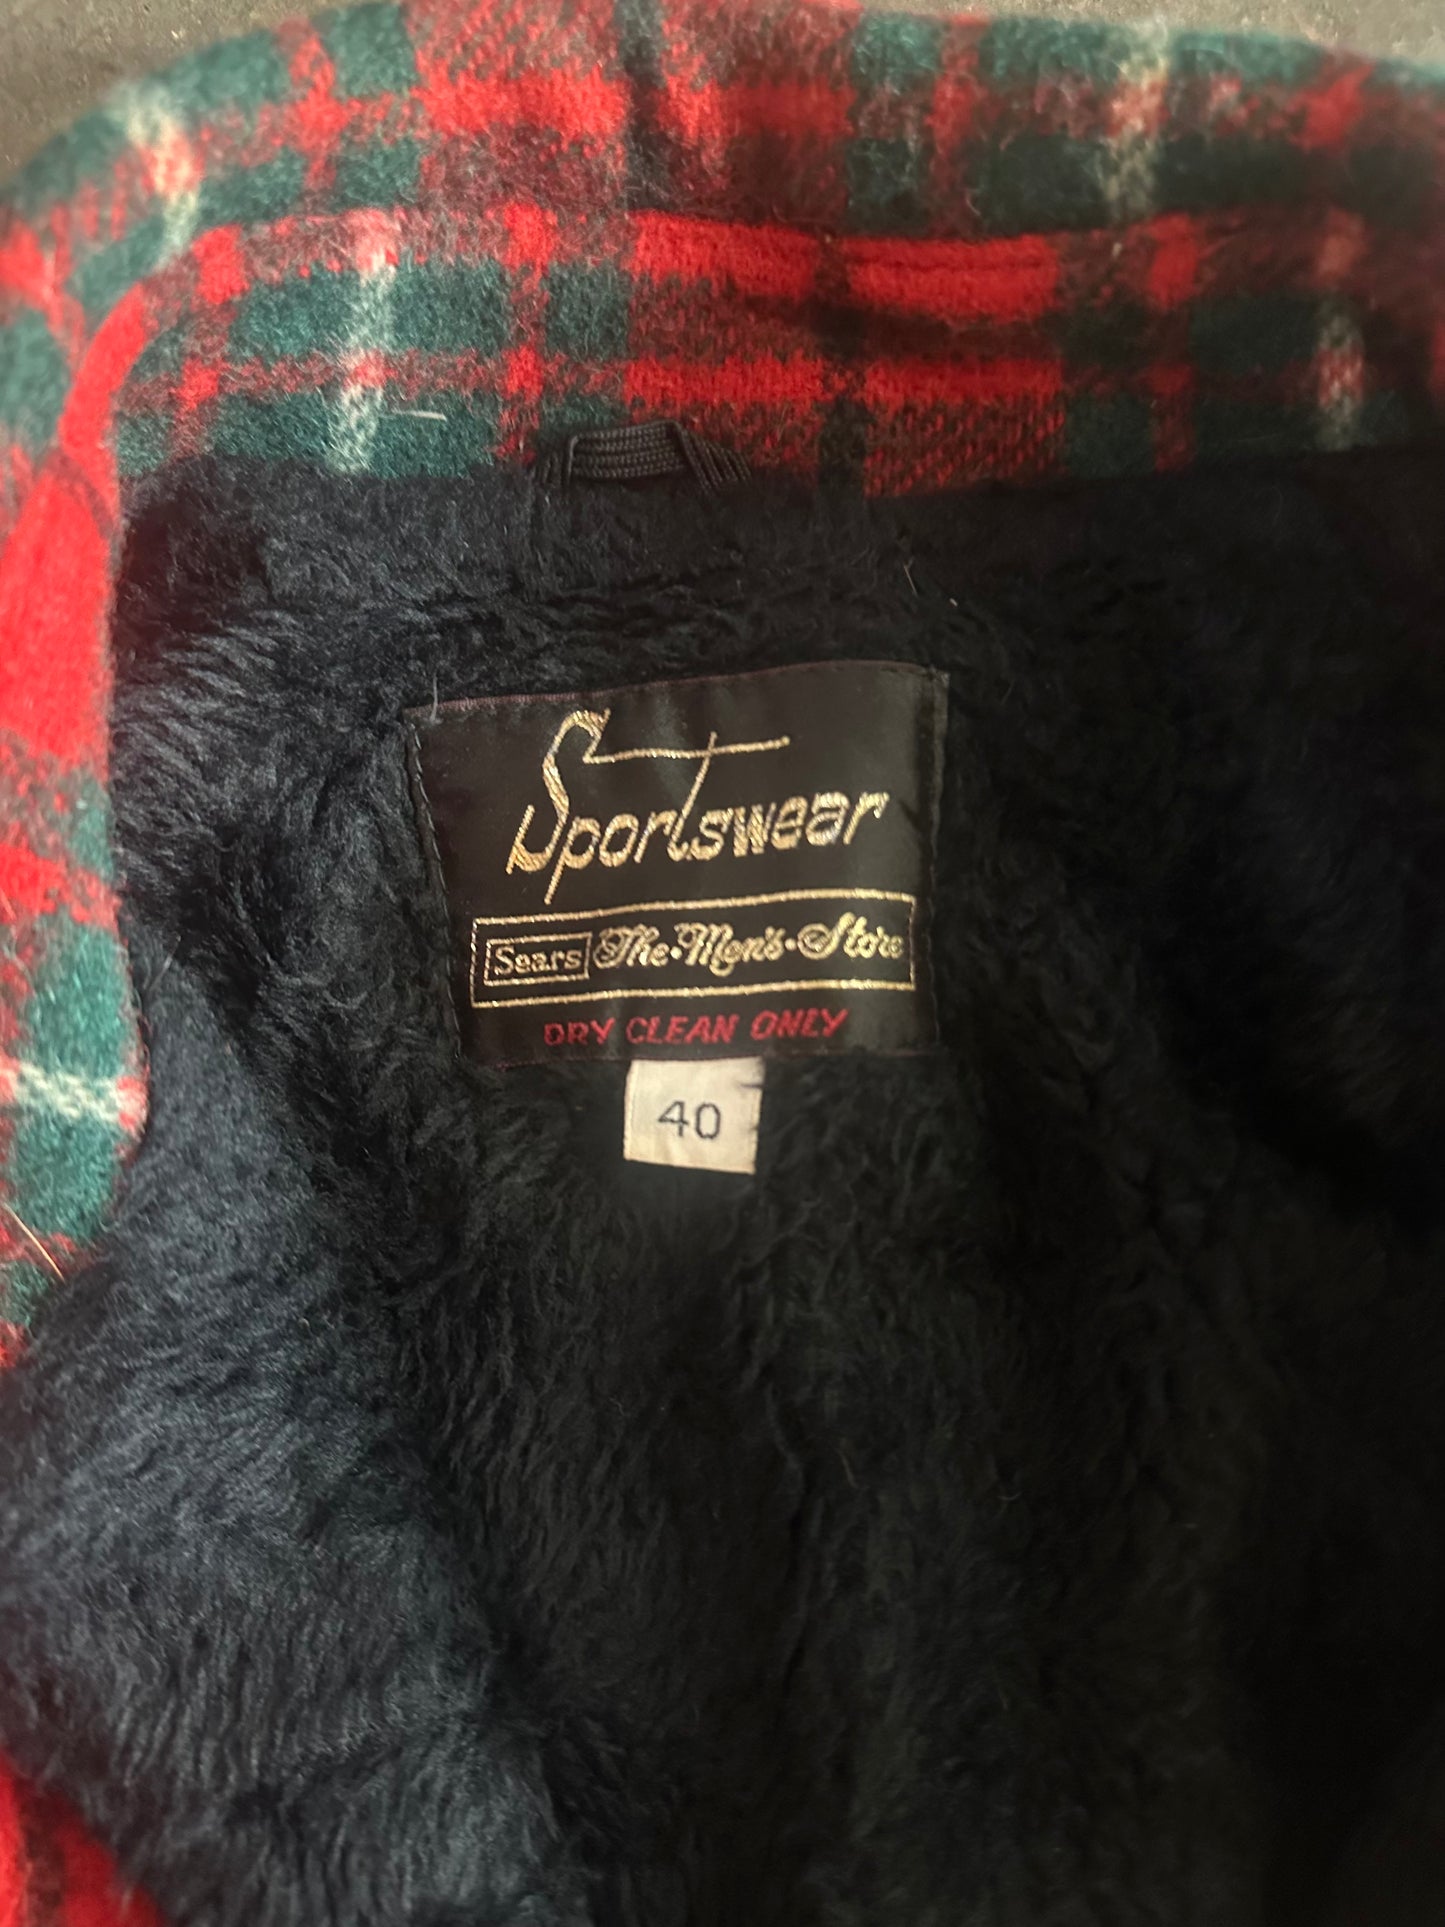 Sportswear
Sears The•Men's•Store
DRY CLEAN ONLY
40